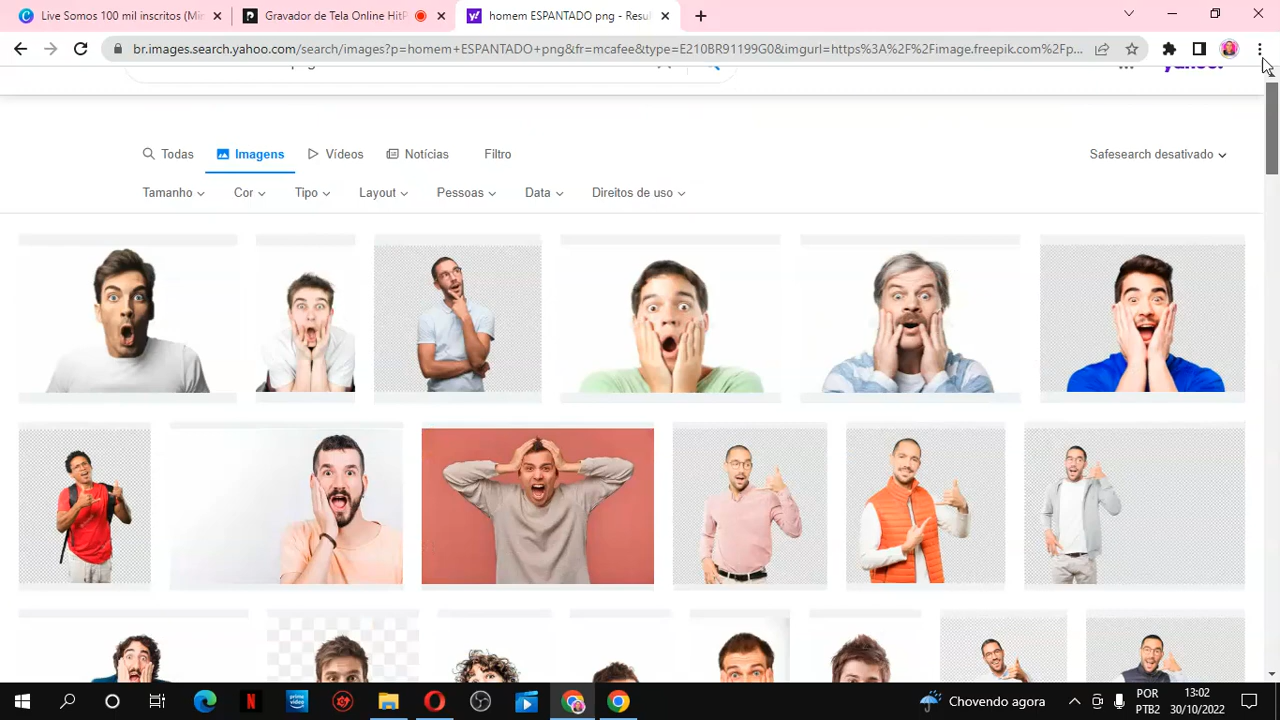 Live Somos 100 mil inscritos (Min
Gravador de Tela Online HitP
homem ESPANTADO png - Resul
br.images.search.yahoo.com/search/images?p=homem+ESPANTADO+png&fr=mcafee&type=E210BR91199G0&imgurl=https%3A%2F%2Fimage.freepik.com%2Fp...
Todas Imagens Vídeos Notícias Filtro Safesearch desativado
Tamanho Cor Tipo Layout Pessoas Data Direitos de uso
Chovendo agora
POR
PTB2
13:02
30/10/2022